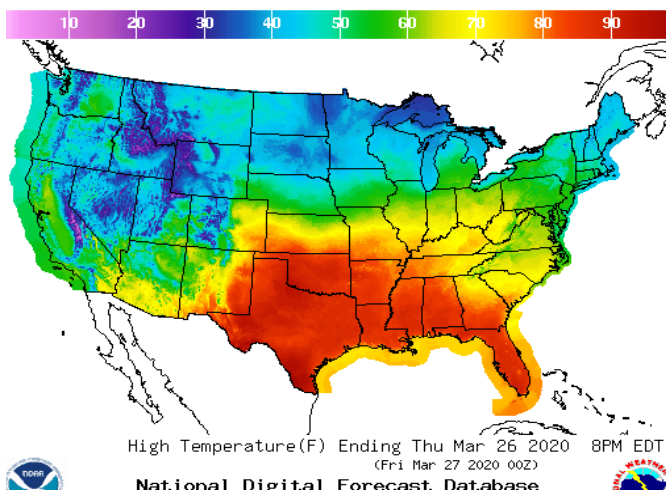 10 20 30 40 50 60 70 80 90
High Temperature(F) Ending Thu Mar 26 2020 8PM EDT
(Fri Mar 27 2020 00Z)
National Digital Forecast Database
NOAA